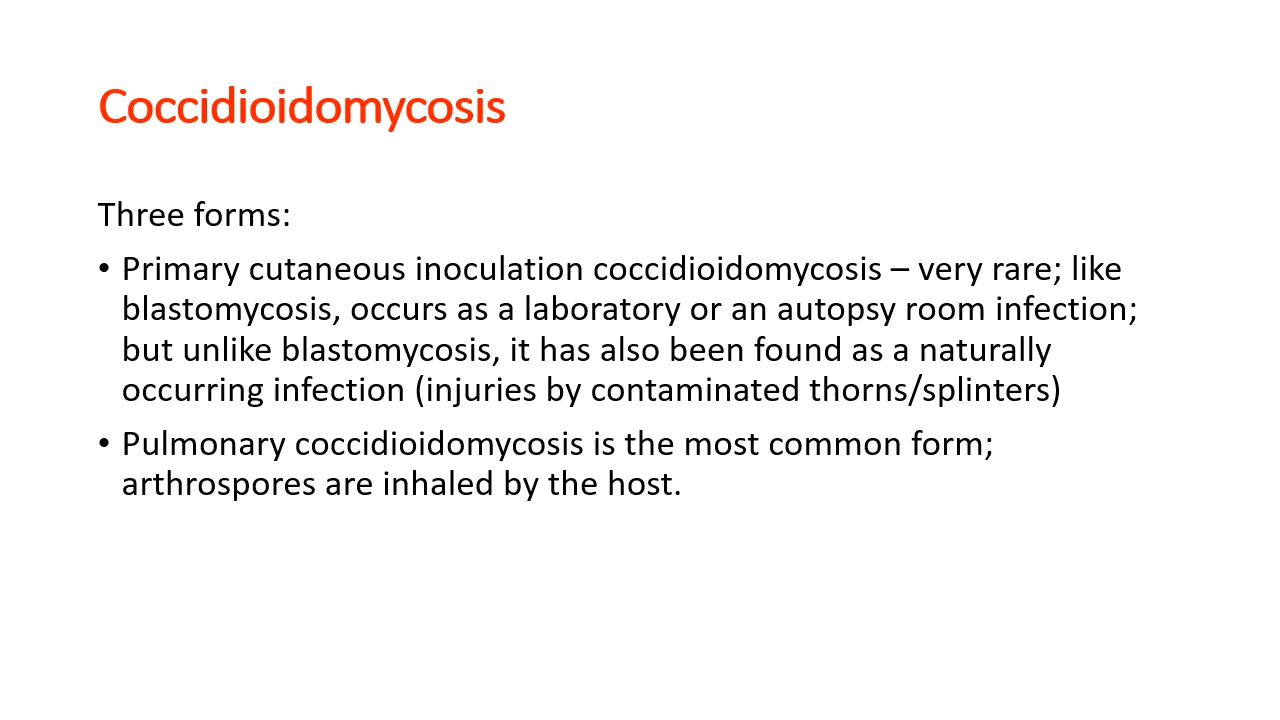 Coccidioidomycosis
Three forms:
• Primary cutaneous inoculation coccidioidomycosis – very rare; like
blastomycosis, occurs as a laboratory or an autopsy room infection;
but unlike blastomycosis, it has also been found as a naturally
occurring infection (injuries by contaminated thorns/splinters)
• Pulmonary coccidioidomycosis is the most common form;
arthrospores are inhaled by the host.